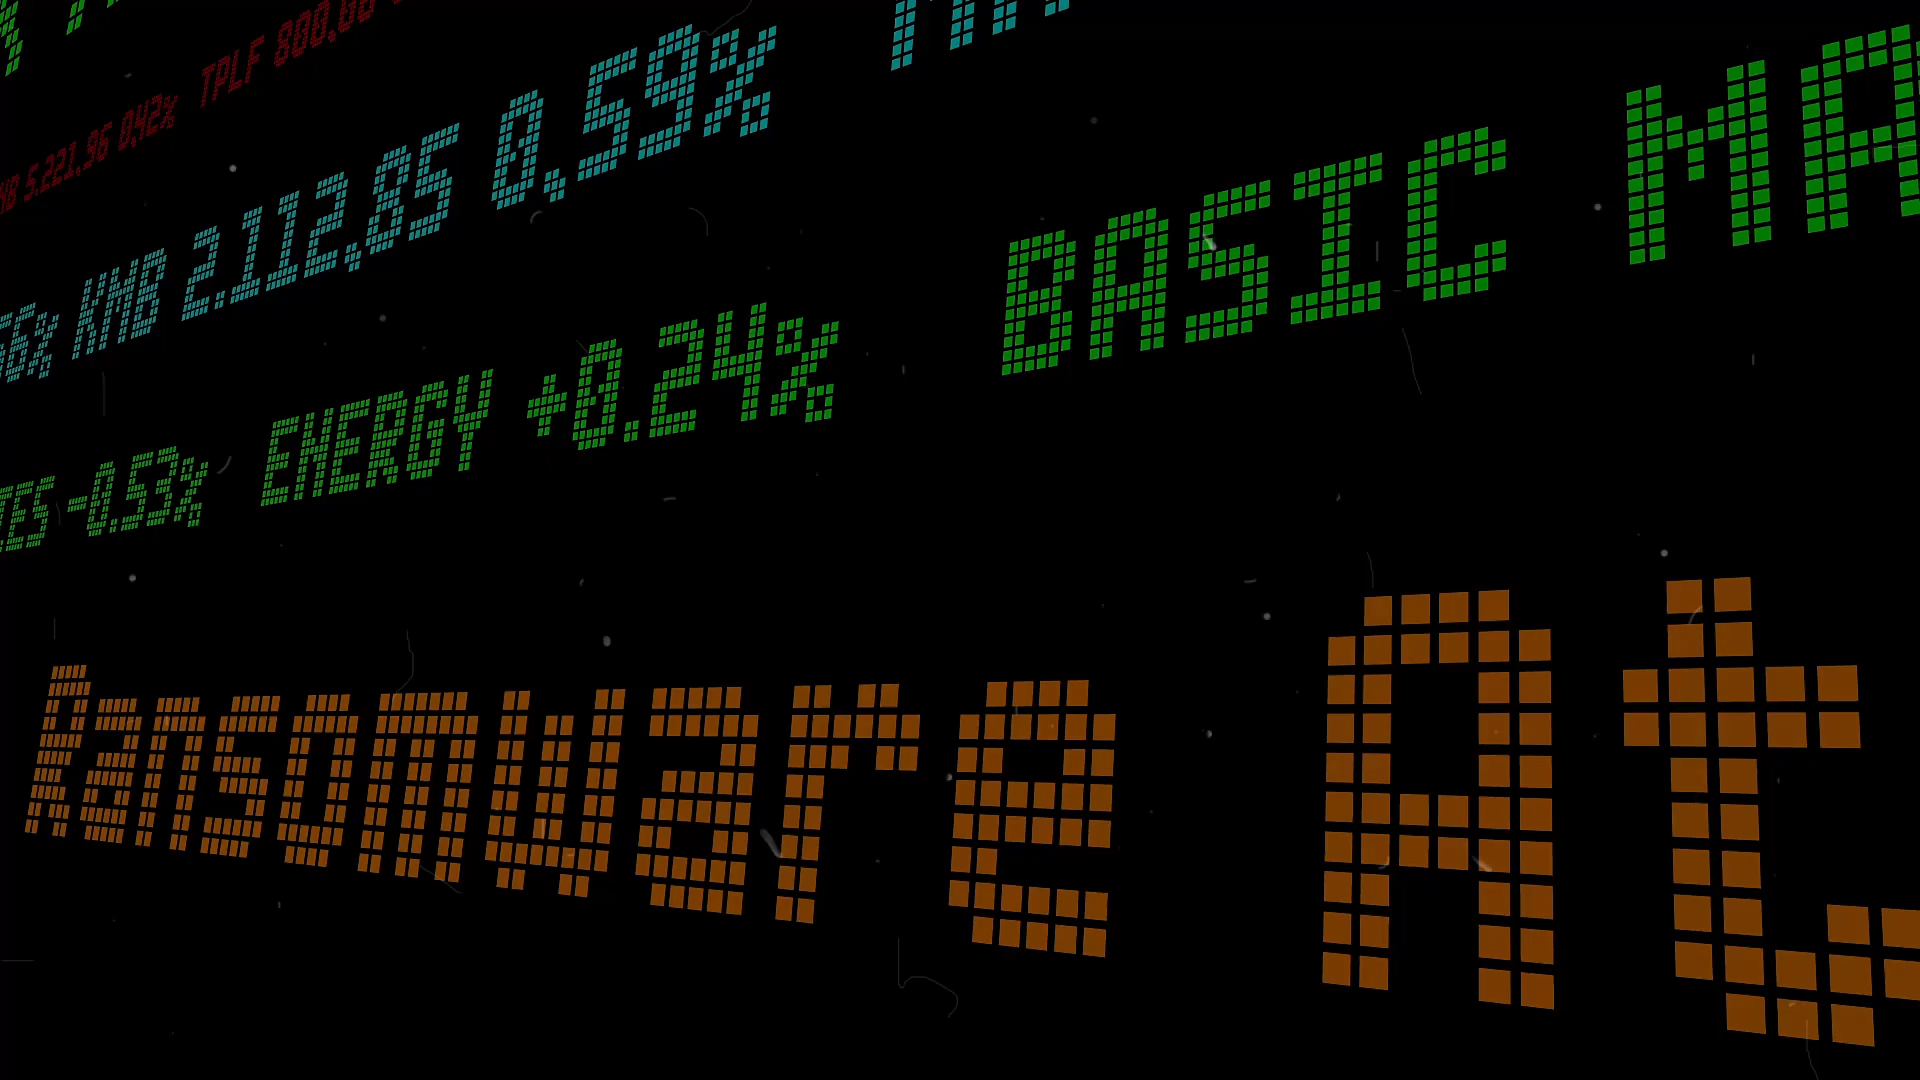 TPLF 800.00
5.221,96 0,42%
KMB 2.112,85 0,59%
-0.53% ENERGY +0.24% BASIC MA
Ransomware At